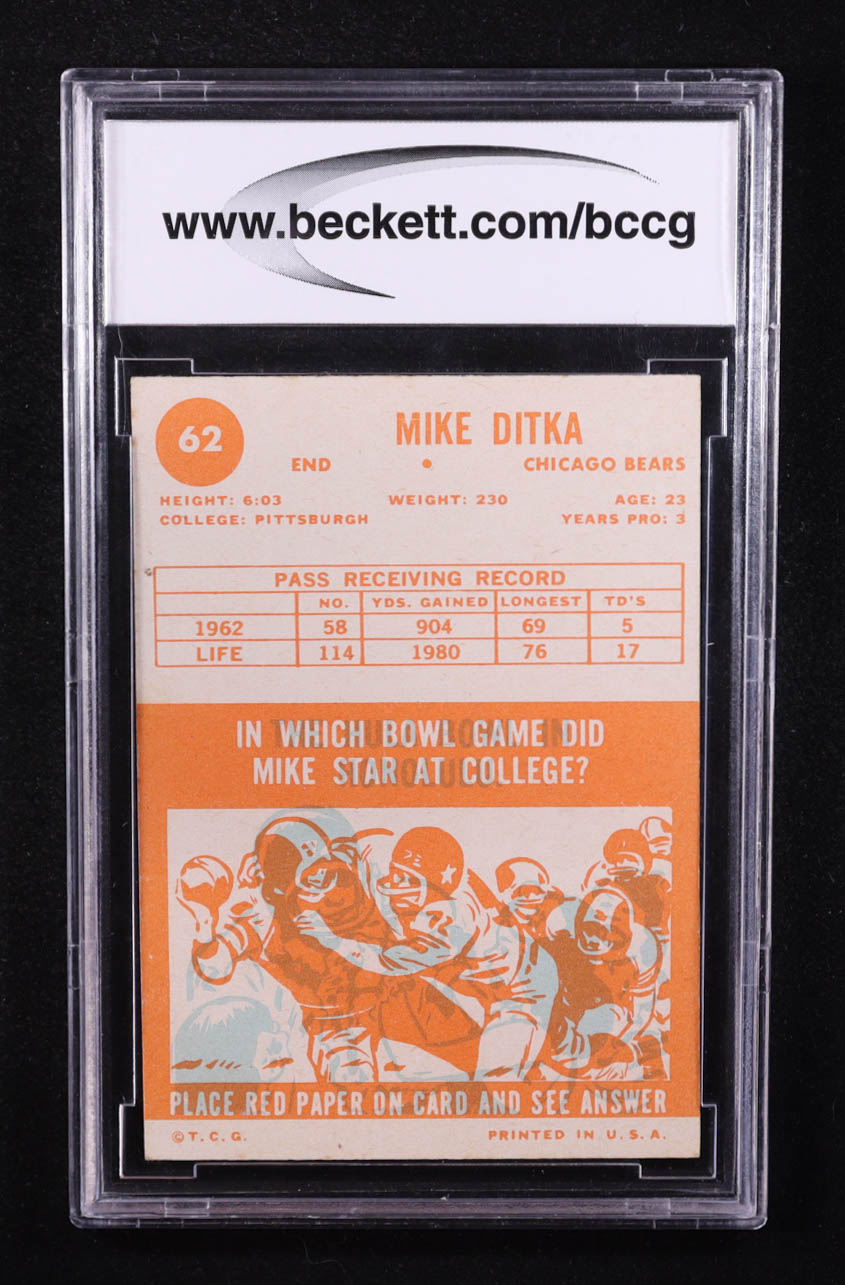 www.beckett.com/bccg
62
MIKE DITKA
END • CHICAGO BEARS
HEIGHT: 6:03 WEIGHT: 230 AGE: 23
COLLEGE: PITTSBURGH YEARS PRO: 3
PASS RECEIVING RECORD
NO. YDS. GAINED LONGEST TD'S
1962 58 904 69 5
LIFE 114 1980 76 17
IN WHICH BOWL GAME DID
MIKE STAR AT COLLEGE?
PLACE RED PAPER ON CARD AND SEE ANSWER
©T.C.G. PRINTED IN U.S.A.